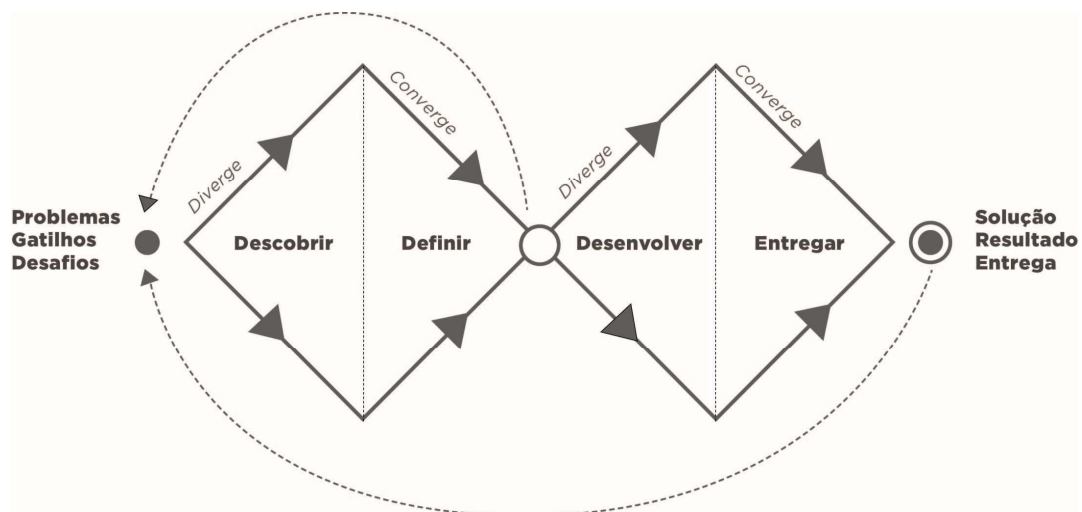 Diverge
Converge
Diverge
Converge
Problemas
Gatilhos
Desafios
Descobrir
Definir
Desenvolver
Entregar
Solução
Resultado
Entrega